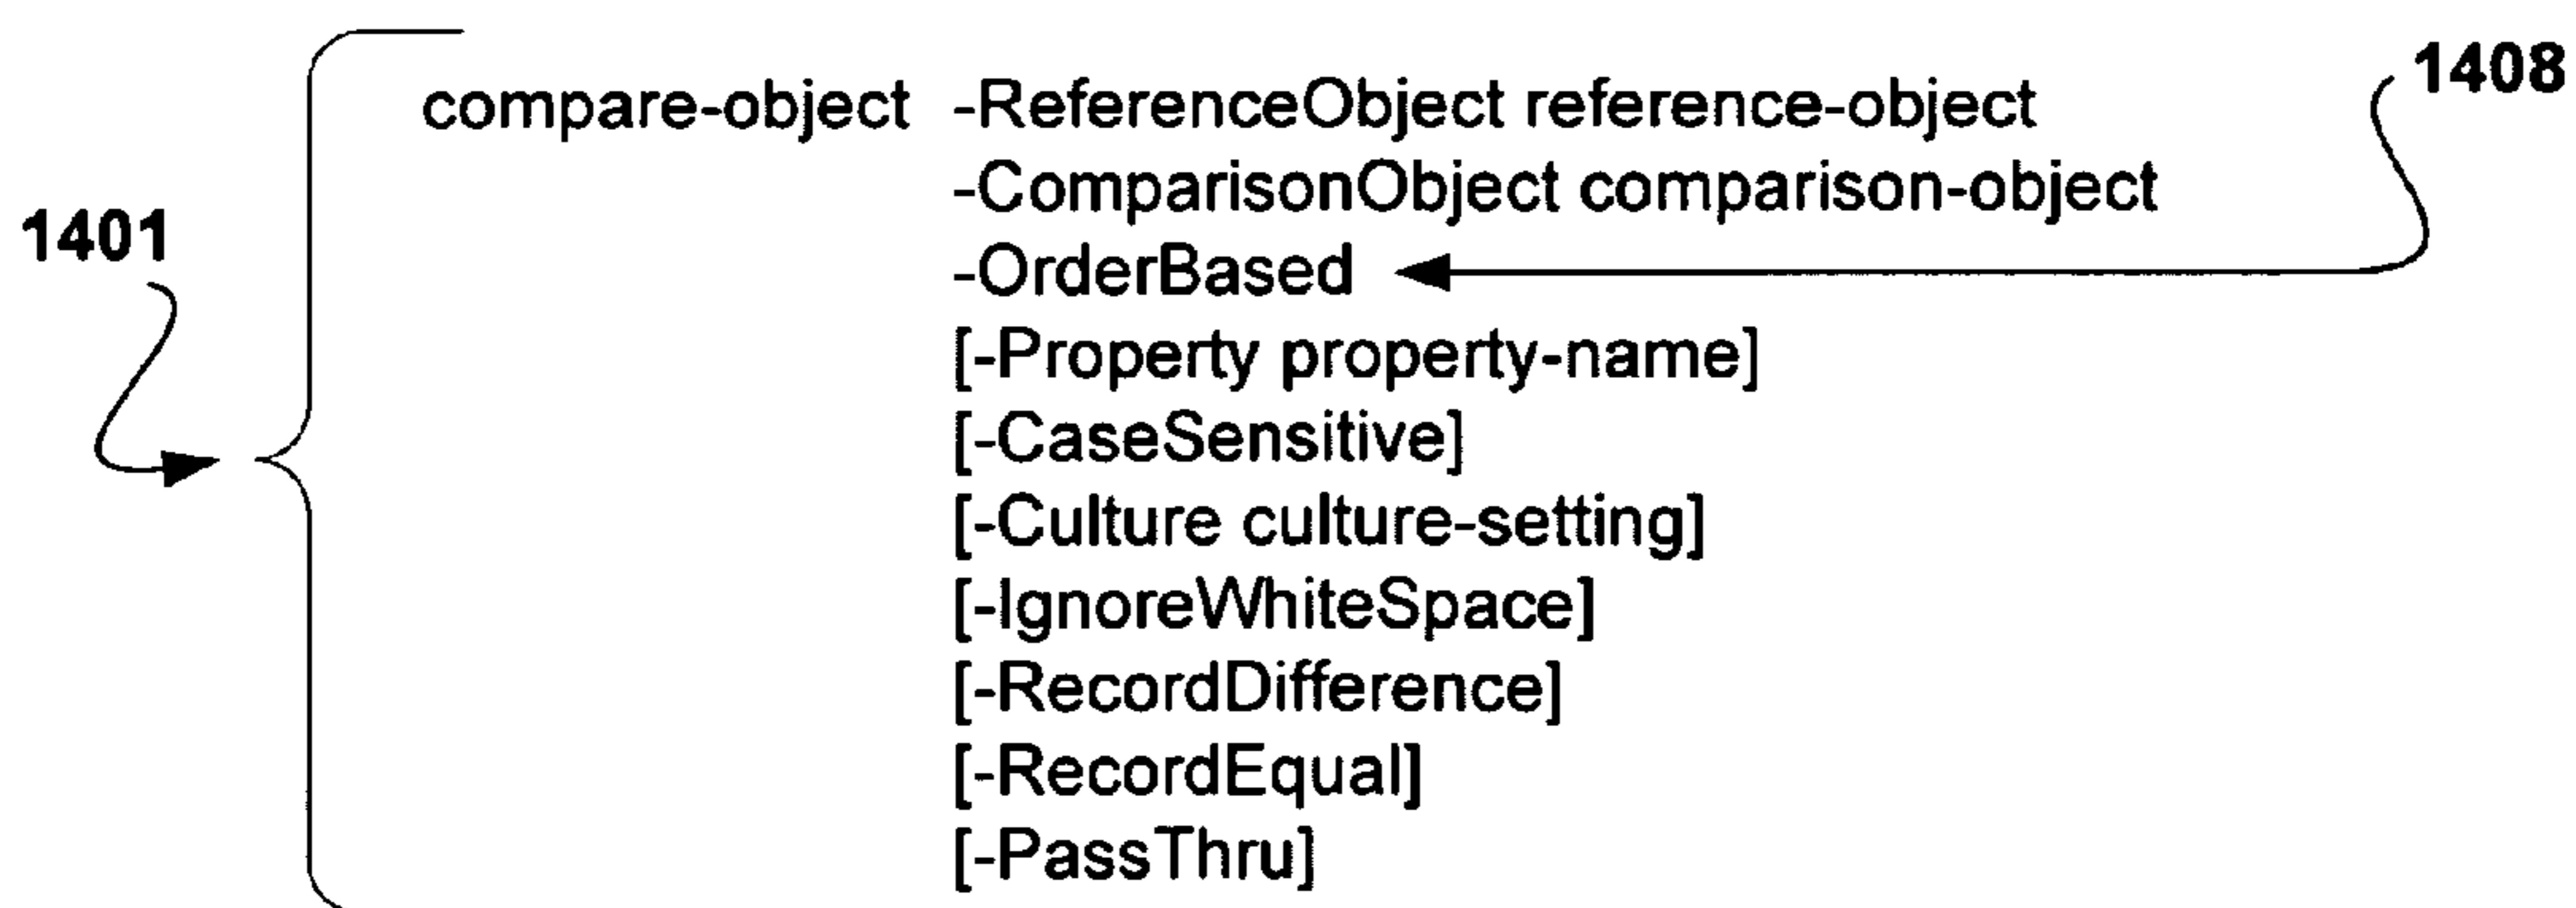 1408
compare-object -ReferenceObject reference-object
-ComparisonObject comparison-object
1401
-OrderBased
[-Property property-name]
[-CaseSensitive]
[-Culture culture-setting]
[-IgnoreWhiteSpace]
[-RecordDifference]
[-RecordEqual]
[-PassThru]